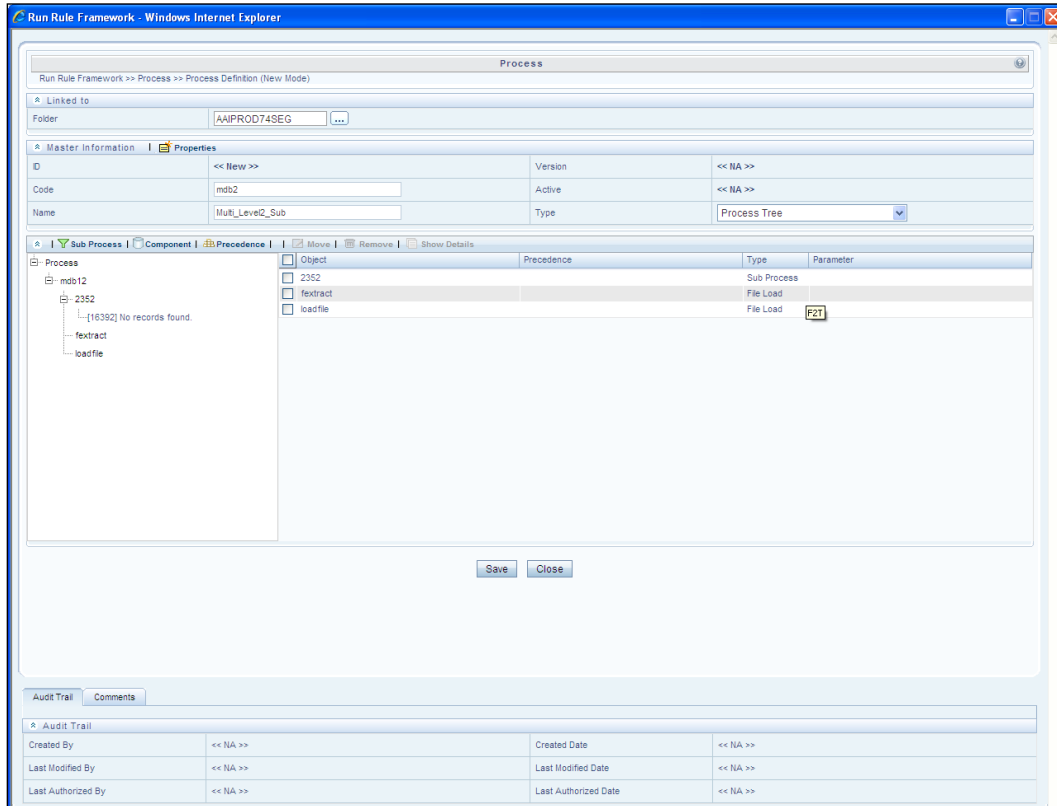 Run Rule Framework - Windows Internet Explorer
Process
Run Rule Framework >> Process >> Process Definition (New Mode)
Linked to
Folder AAIPROD74SEG ...
Master Information | Properties
ID << New >> Version << NA >>
Code mdb2 Active << NA >>
Name Multi_Level2_Sub Type Process Tree
| Sub Process | Component | Precedence | | Move | Remove | Show Details
Process
mdb12
2352
[16392] No records found.
fextract
loadfile
Object Precedence Type Parameter
2352 Sub Process
fextract File Load
loadfile File Load
F2T
Save Close
Audit Trail Comments
Audit Trail
Created By << NA >> Created Date << NA >>
Last Modified By << NA >> Last Modified Date << NA >>
Last Authorized By << NA >> Last Authorized Date << NA >>